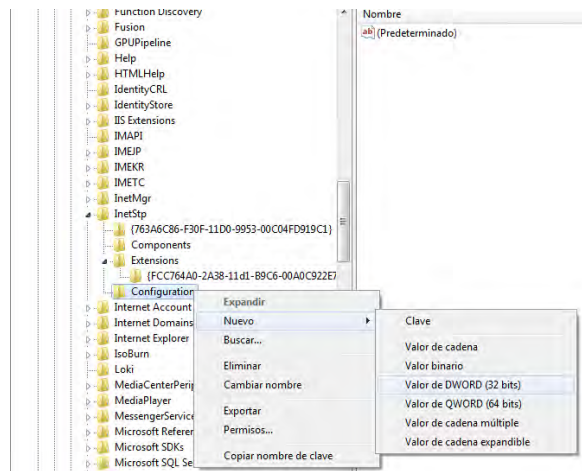 Function Discovery
Fusion
GPUPipeline
Help
HTMLHelp
IdentityCRL
IdentityStore
IIS Extensions
IMAPI
IMEJP
IMEKR
IMETC
InetMgr
InetStp
{763A6C86-F30F-11D0-9953-00C04FD919C1}
Components
Extensions
{FCC764A0-2A38-11d1-B9C6-00A0C922E7
Configuration
Internet Account
Internet Domains
Internet Explorer
IsoBurn
Loki
MediaCenterPerip
MediaPlayer
MessengerService
Microsoft Referen
Microsoft SDKs
Microsoft SQL Se
Nombre
ab (Predeterminado)
Expandir
Nuevo
Buscar...
Eliminar
Cambiar nombre
Exportar
Permisos...
Copiar nombre de clave
Clave
Valor de cadena
Valor binario
Valor de DWORD (32 bits)
Valor de QWORD (64 bits)
Valor de cadena múltiple
Valor de cadena expandible